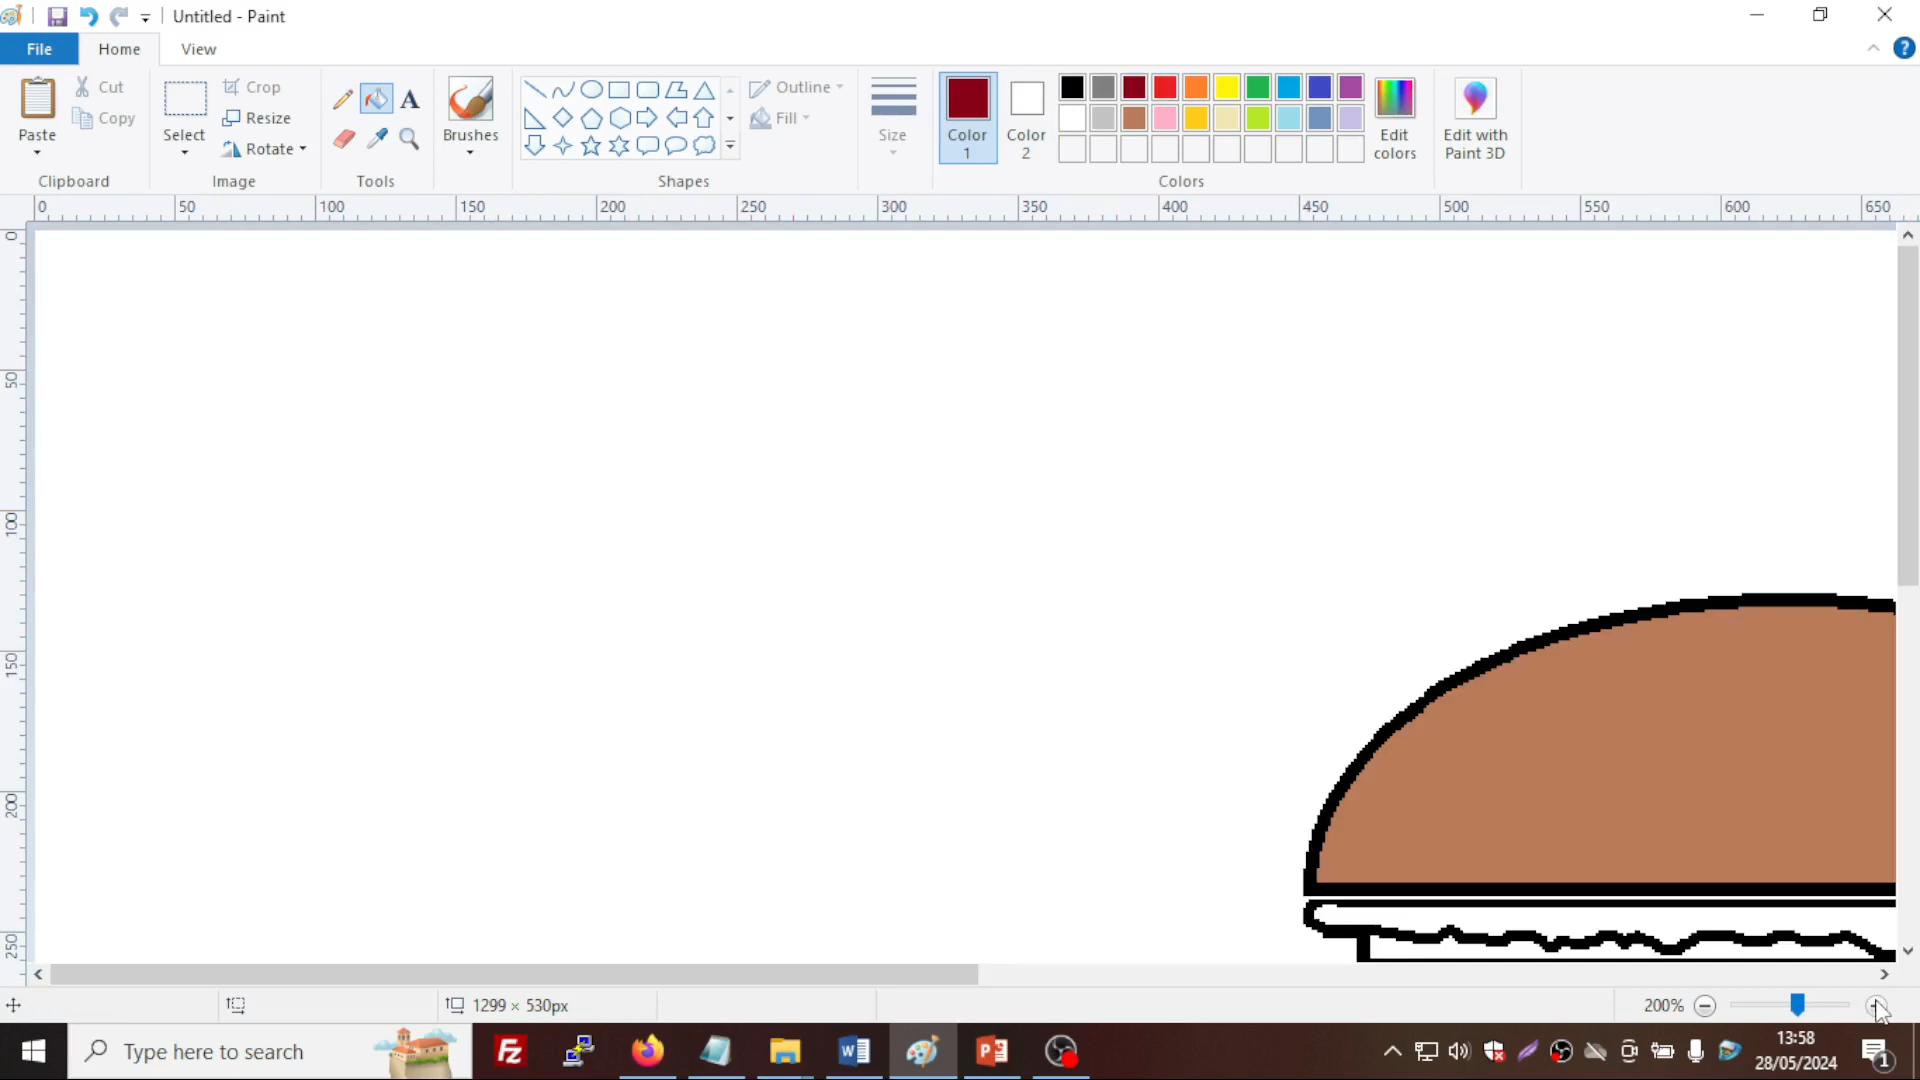 Untitled - Paint
File Home View
Paste
Cut
Copy
Clipboard
Select
Crop
Resize
Rotate
Image
A
Tools
Brushes
Shapes
Outline
Fill
Size
Color 1
Color 2
Edit colors
Colors
Edit with Paint 3D
0 50 100 150 200 250 300 350 400 450 500 550 600 650
0
50
100
150
200
250
1299 × 530px
200%
Type here to search
Fz
W
P
13:58
28/05/2024
1
?